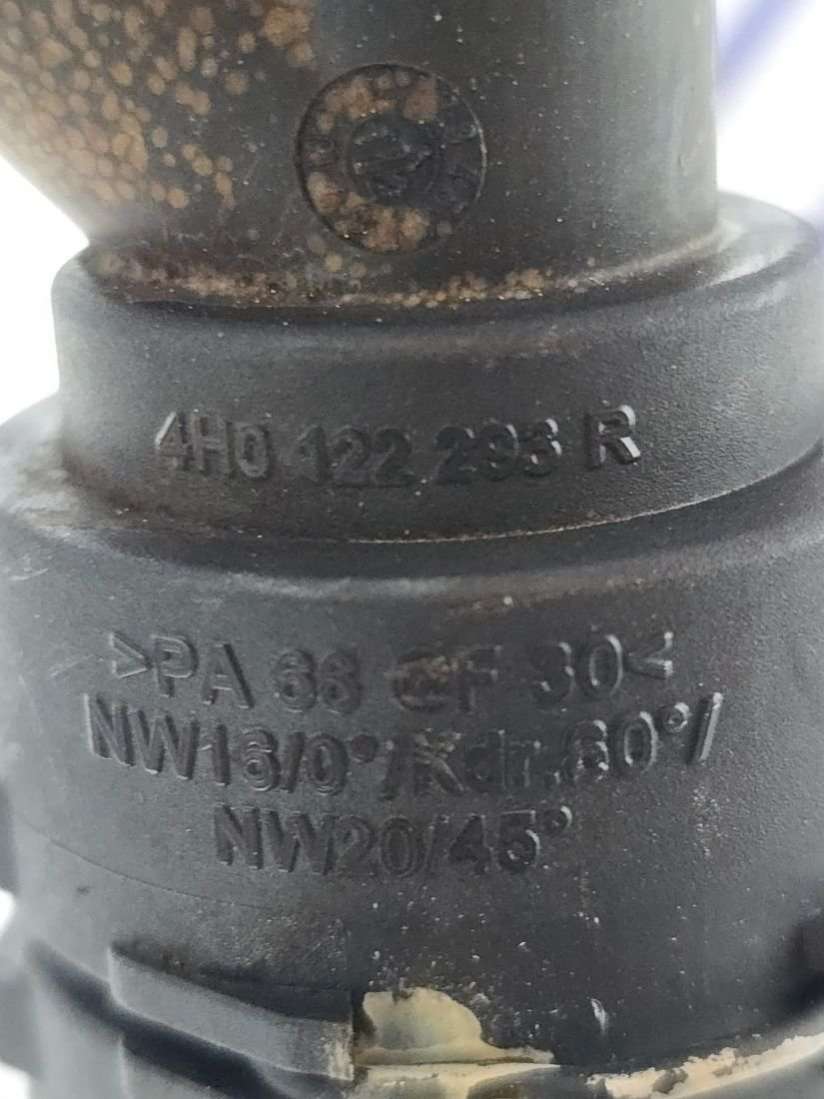 4H0 122 293 R
>PA 66 GF 30<
NW16/0°/Kdr.60°/
NW20/45°